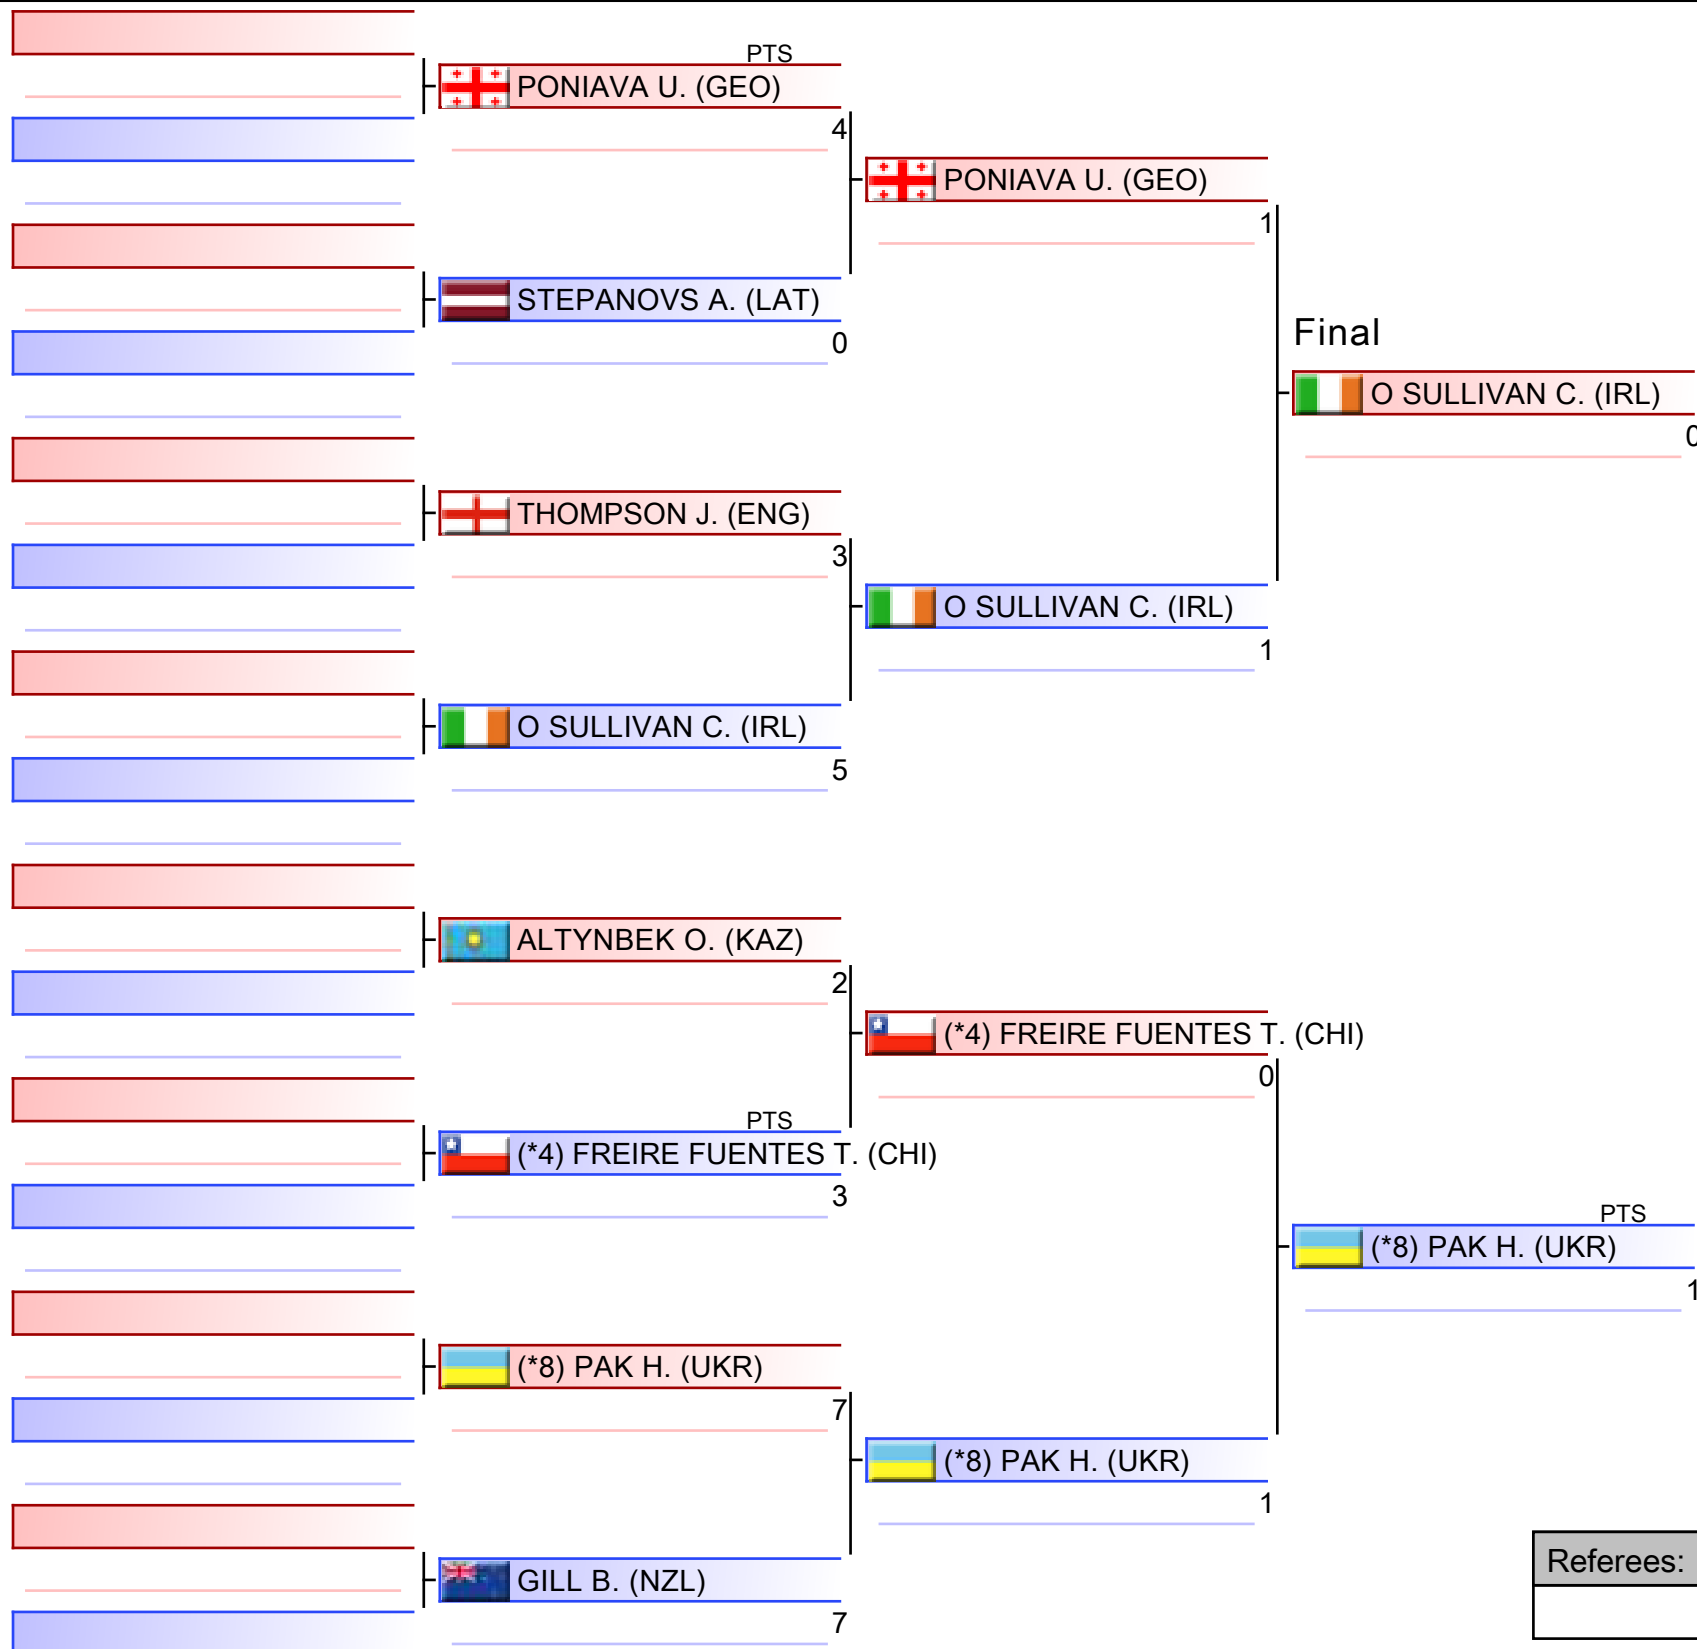 PTS
PONIAVA U. (GEO)
4
STEPANOVS A. (LAT)
0
THOMPSON J. (ENG)
3
O SULLIVAN C. (IRL)
5
ALTYNBEK O. (KAZ)
2
PTS
(*4) FREIRE FUENTES T. (CHI)
3
(*8) PAK H. (UKR)
7
GILL B. (NZL)
7
PONIAVA U. (GEO)
1
O SULLIVAN C. (IRL)
1
(*4) FREIRE FUENTES T. (CHI)
0
(*8) PAK H. (UKR)
1
Final
O SULLIVAN C. (IRL)
0
PTS
(*8) PAK H. (UKR)
1
Referees: